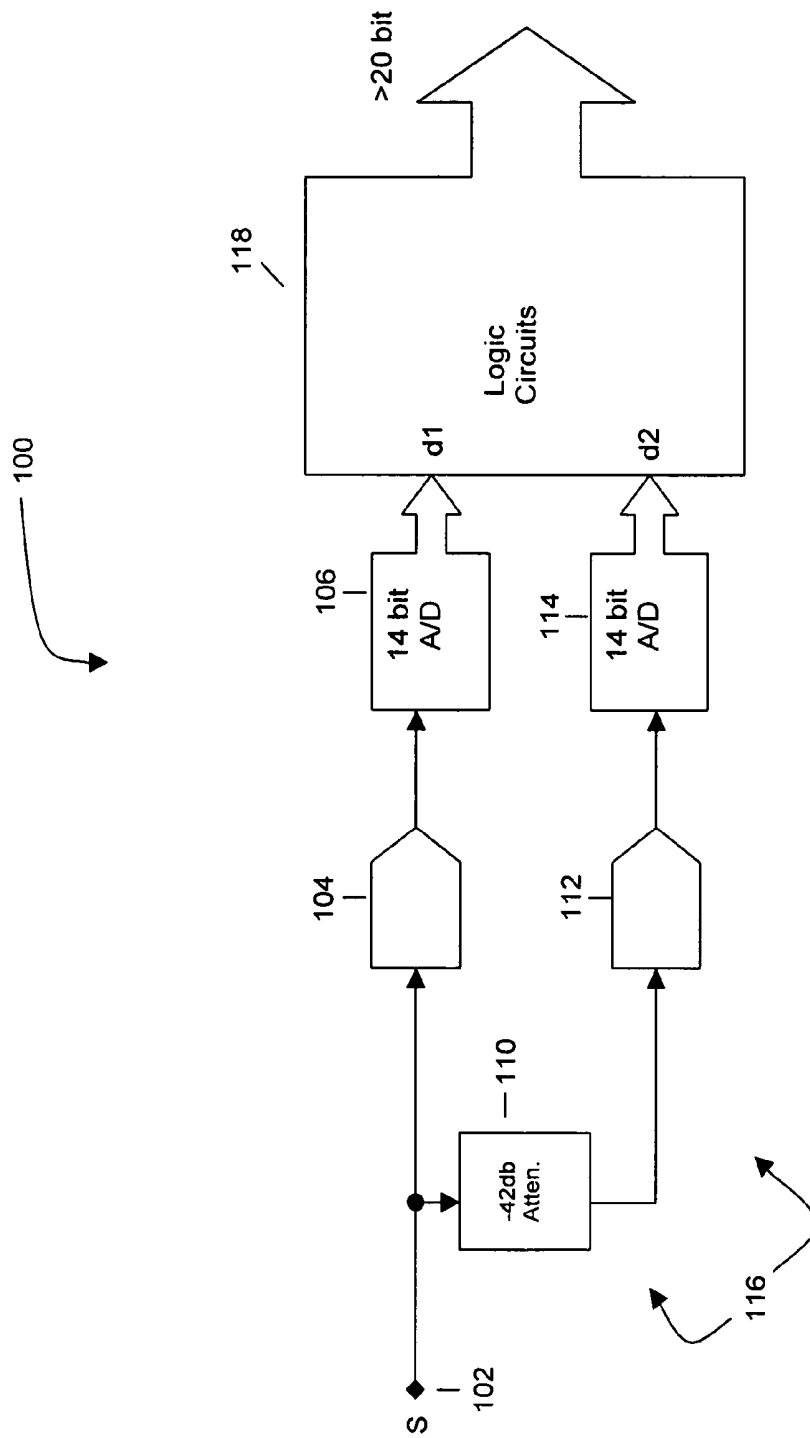 100
118
>20 bit
106
104
14 bit
A/D
d1
Logic
Circuits
S
102
110
-42db
Atten.
112
114
14 bit
A/D
d2
116